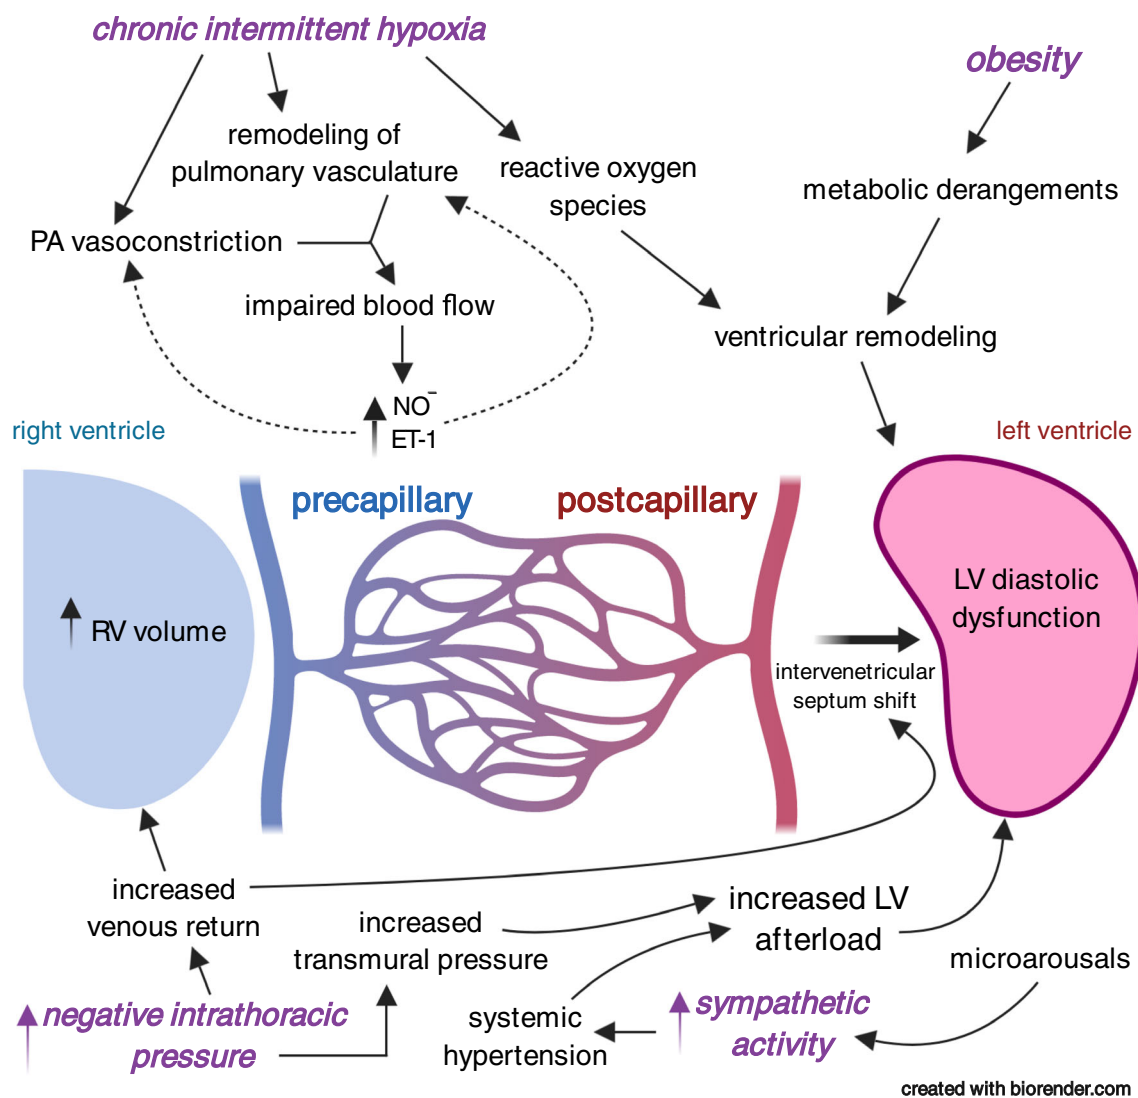 chronic intermittent hypoxia
obesity
remodeling of
pulmonary vasculature
reactive oxygen
species
metabolic derangements
PA vasoconstriction
impaired blood flow
ventricular remodeling
NO⁻
ET-1
right ventricle
left ventricle
precapillary
postcapillary
RV volume
LV diastolic
dysfunction
intervenetricular
septum shift
increased
venous return
increased
transmural pressure
increased LV
afterload
microarousals
negative intrathoracic
pressure
systemic
hypertension
sympathetic
activity
created with biorender.com